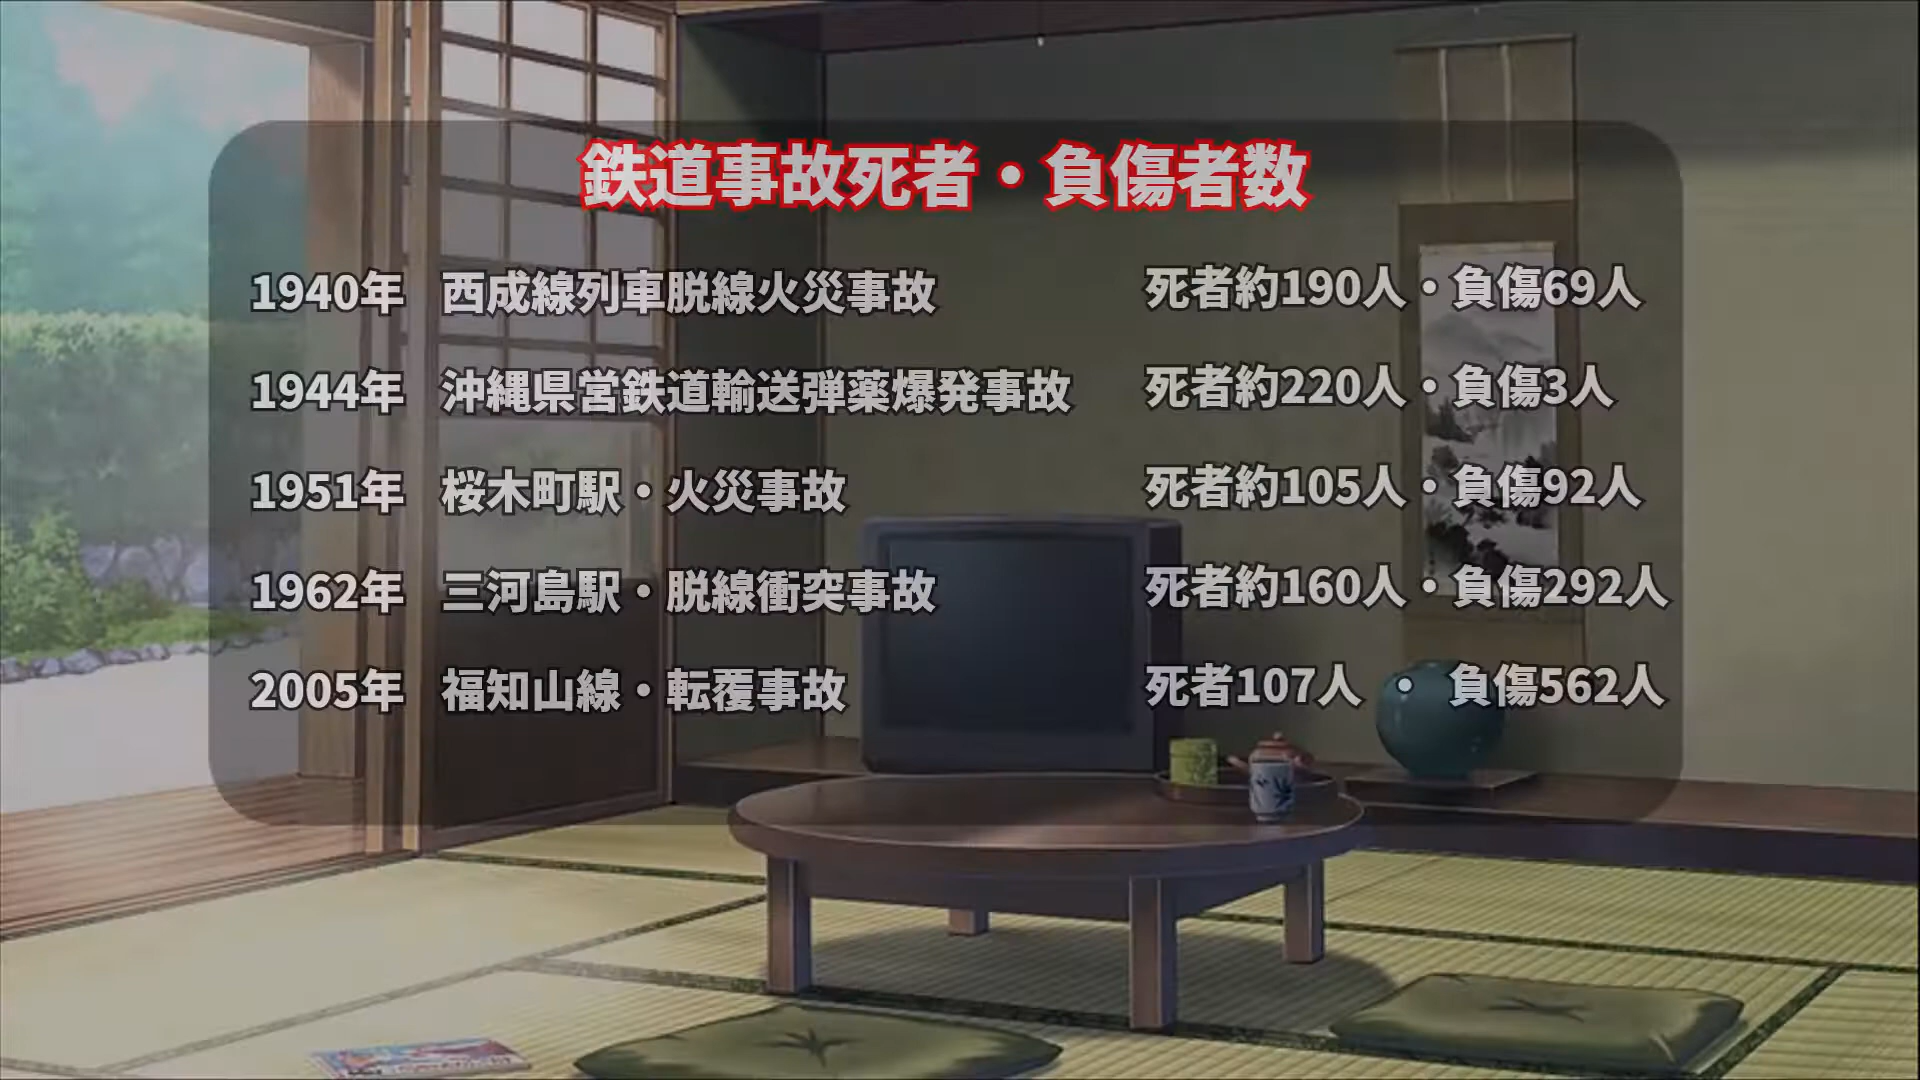 鉄道事故死者・負傷者数
1940年 西成線列車脱線火災事故 死者約190人・負傷69人
1944年 沖縄県営鉄道輸送弾薬爆発事故 死者約220人・負傷3人
1951年 桜木町駅・火災事故 死者約105人・負傷92人
1962年 三河島駅・脱線衝突事故 死者約160人・負傷292人
2005年 福知山線・転覆事故 死者107人 ・ 負傷562人